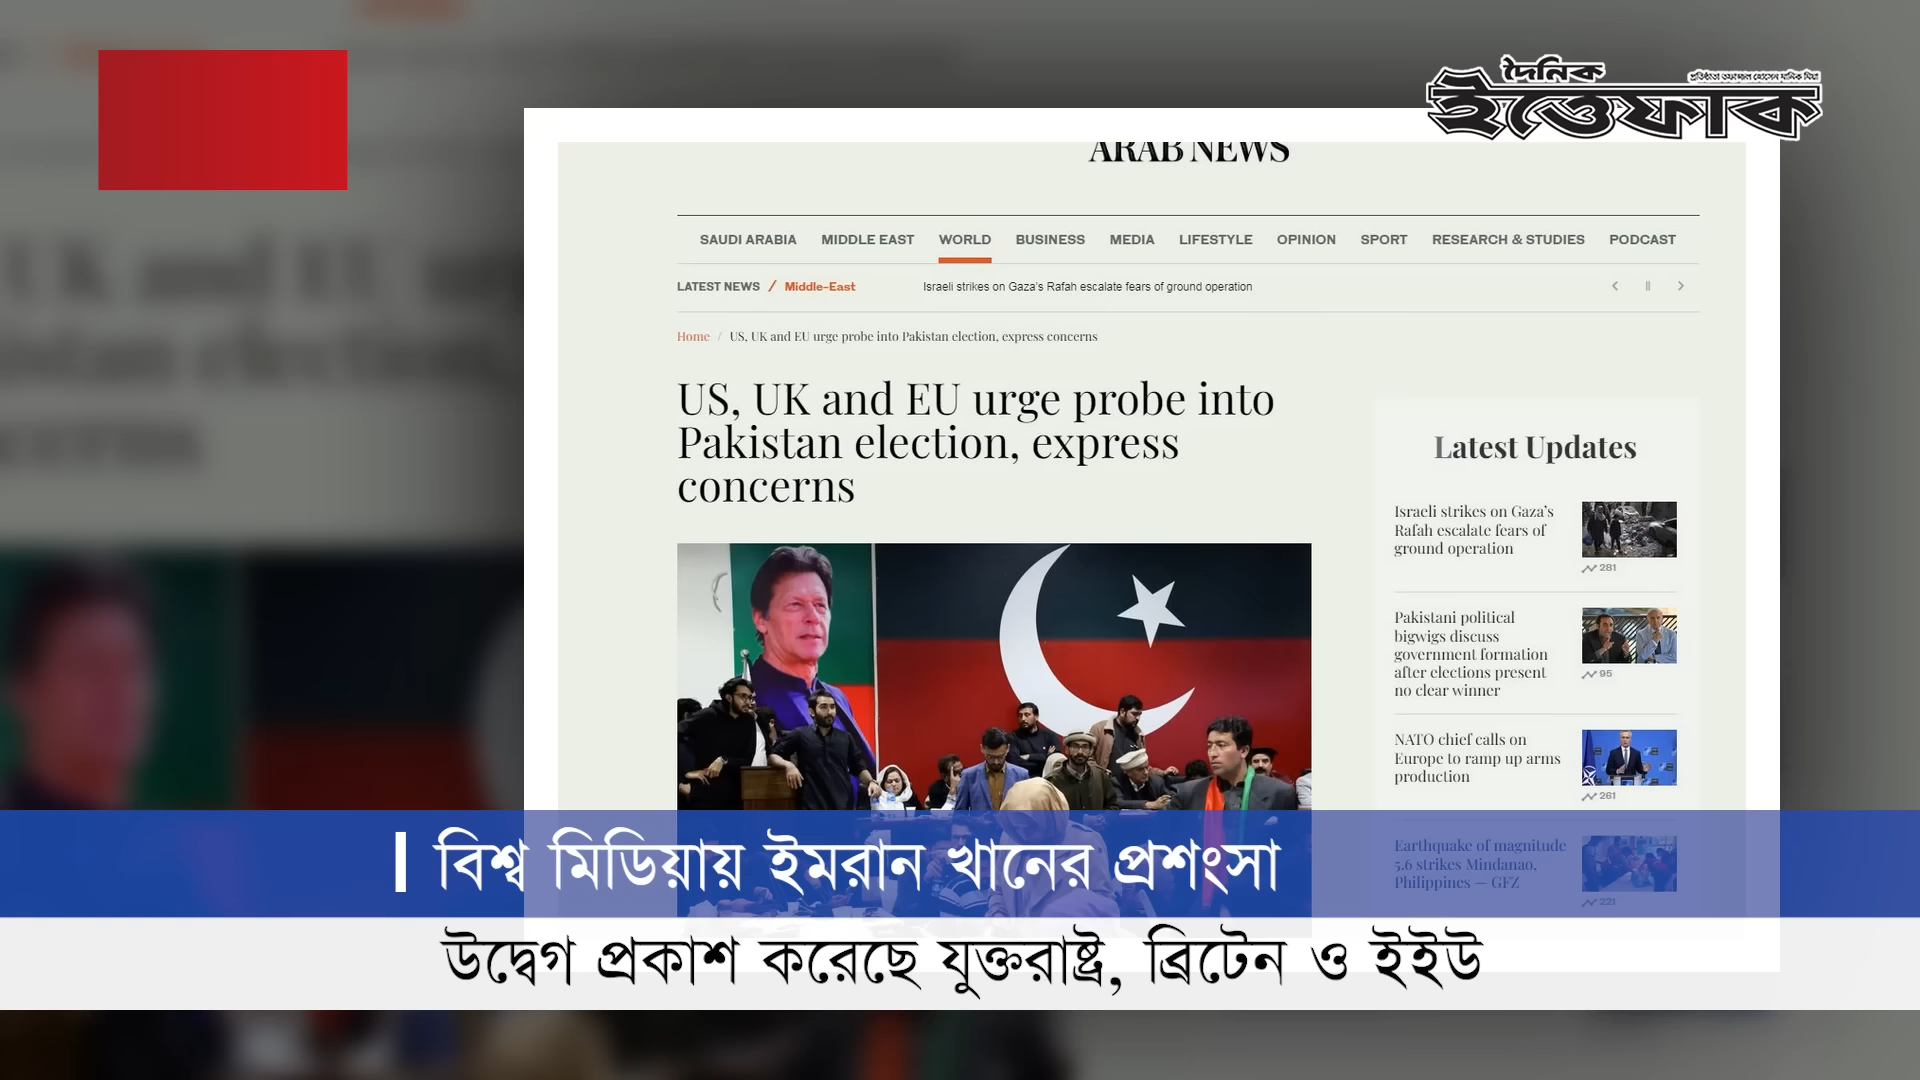 দৈনিক
প্রতিষ্ঠাতা তফাজ্জল হোসেন মানিক মিয়া
ইত্তেফাক
ARAB NEWS
SAUDI ARABIA MIDDLE EAST WORLD BUSINESS MEDIA LIFESTYLE OPINION SPORT RESEARCH & STUDIES PODCAST
LATEST NEWS / Middle-East Israeli strikes on Gaza's Rafah escalate fears of ground operation
Home / US, UK and EU urge probe into Pakistan election, express concerns
US, UK and EU urge probe into
Pakistan election, express
concerns
Latest Updates
Israeli strikes on Gaza's
Rafah escalate fears of
ground operation
281
Pakistani political
bigwigs discuss
government formation
after elections present
no clear winner
95
NATO chief calls on
Europe to ramp up arms
production
261
Earthquake of magnitude
5.6 strikes Mindanao,
Philippines — GFZ
221
বিশ্ব মিডিয়ায় ইমরান খানের প্রশংসা
উদ্বেগ প্রকাশ করেছে যুক্তরাষ্ট্র, ব্রিটেন ও ইইউ